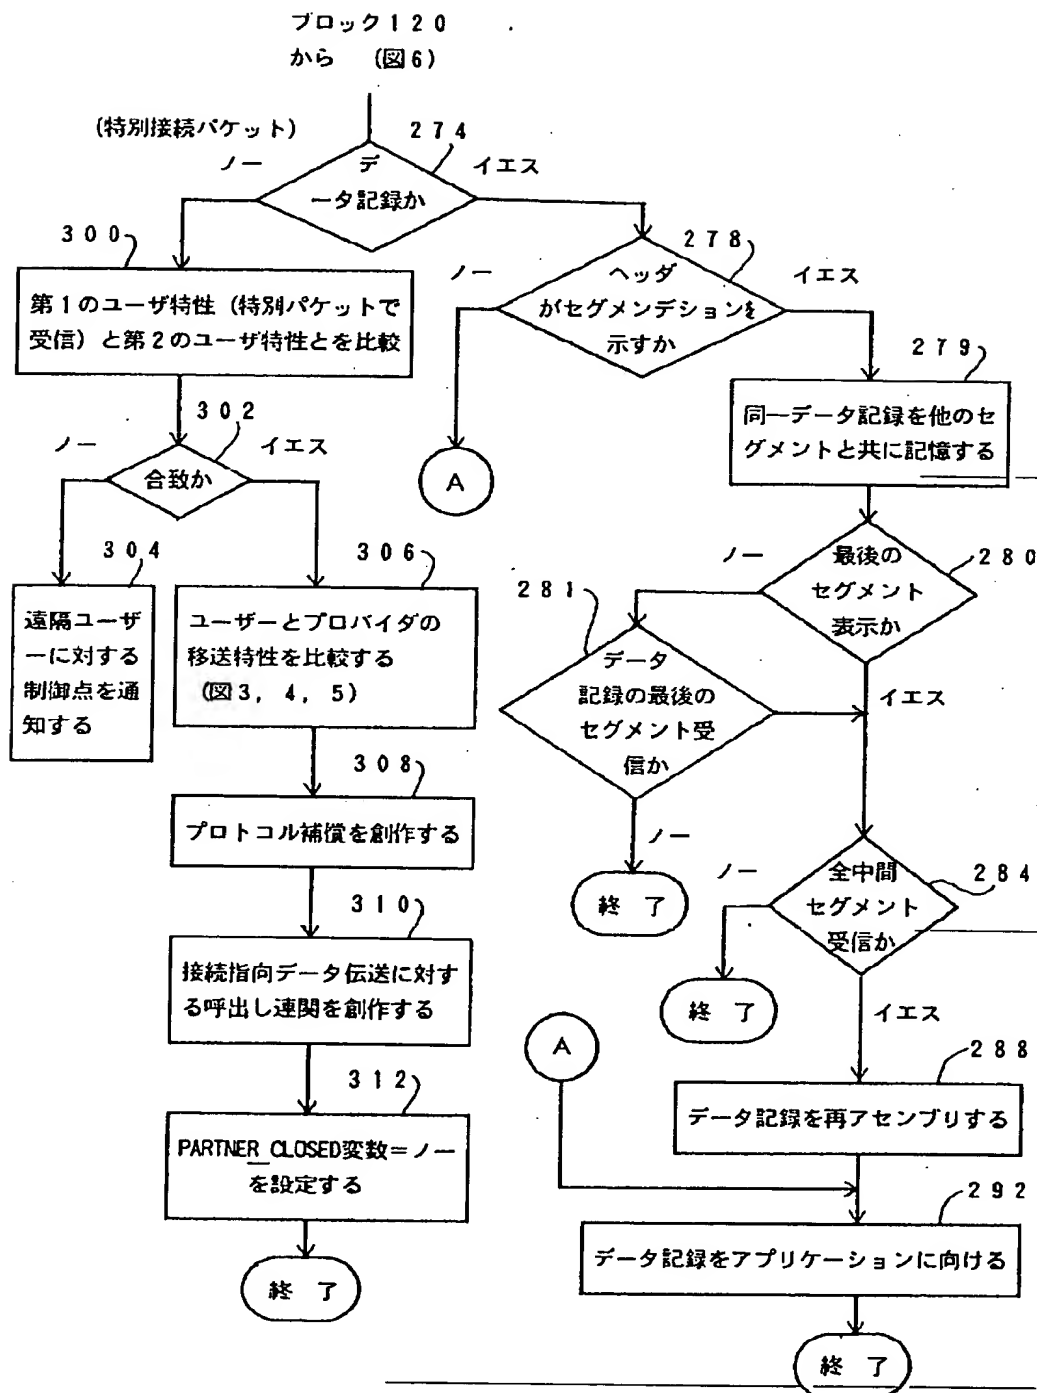 ブロック120
から (図6)
(特別接続パケット)
274
ノー
イエス
デ
ータ記録か
300
第1のユーザ特性(特別パケットで
受信)と第2のユーザ特性とを比較
278
ノー
イエス
ヘッダ
がセグメンデションを
示すか
279
同一データ記録を他のセ
グメントと共に記憶する
302
ノー
イエス
合致か
A
304
遠隔ユーザ
ーに対する
制御点を通
知する
306
ユーザーとプロバイダの
移送特性を比較する
(図3, 4, 5)
280
ノー
最後の
セグメント
表示か
イエス
281
データ
記録の最後の
セグメント受
信か
ノー
終了
308
プロトコル補償を創作する
284
ノー
全中間
セグメント
受信か
終了
イエス
310
接続指向データ伝送に対す
る呼出し連関を創作する
A
288
データ記録を再アセンブリする
312
PARTNER_CLOSED変数=ノー
を設定する
終了
292
データ記録をアプリケーションに向ける
終了